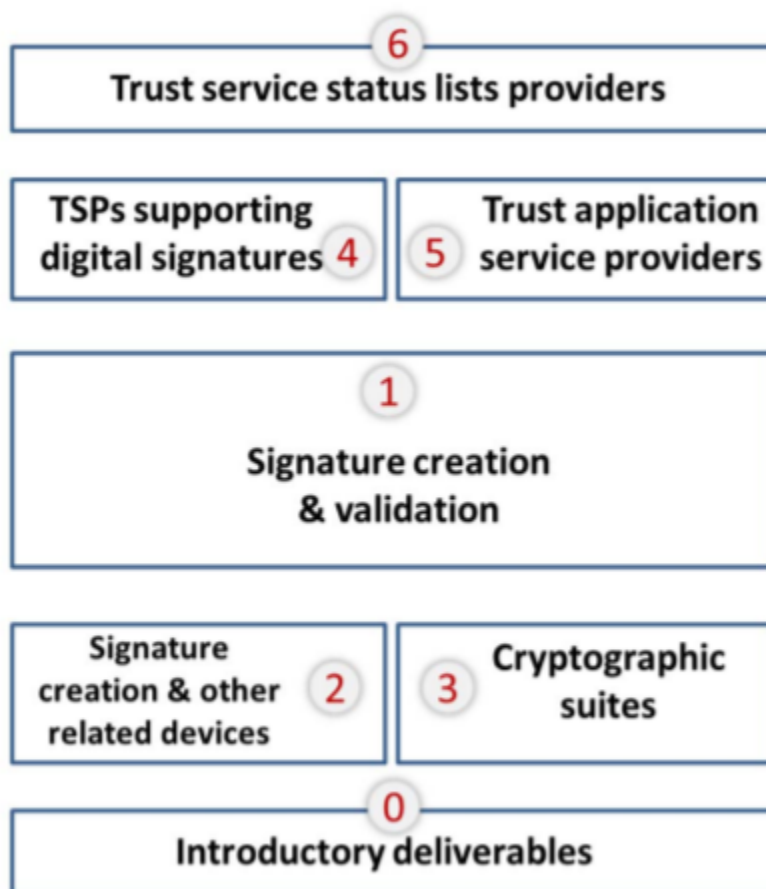 6
Trust service status lists providers
TSPs supporting
digital signatures 4
5 Trust application
service providers
1
Signature creation
& validation
Signature
creation & other 2
related devices
3 Cryptographic
suites
0
Introductory deliverables